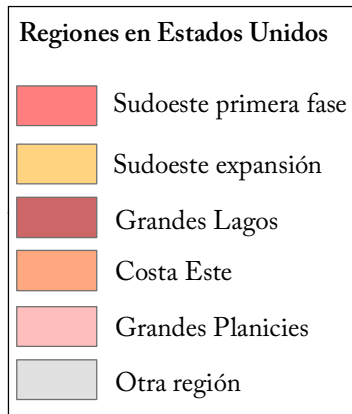 Regiones en Estados Unidos
Sudoeste primera fase
Sudoeste expansión
Grandes Lagos
Costa Este
Grandes Planicies
Otra región